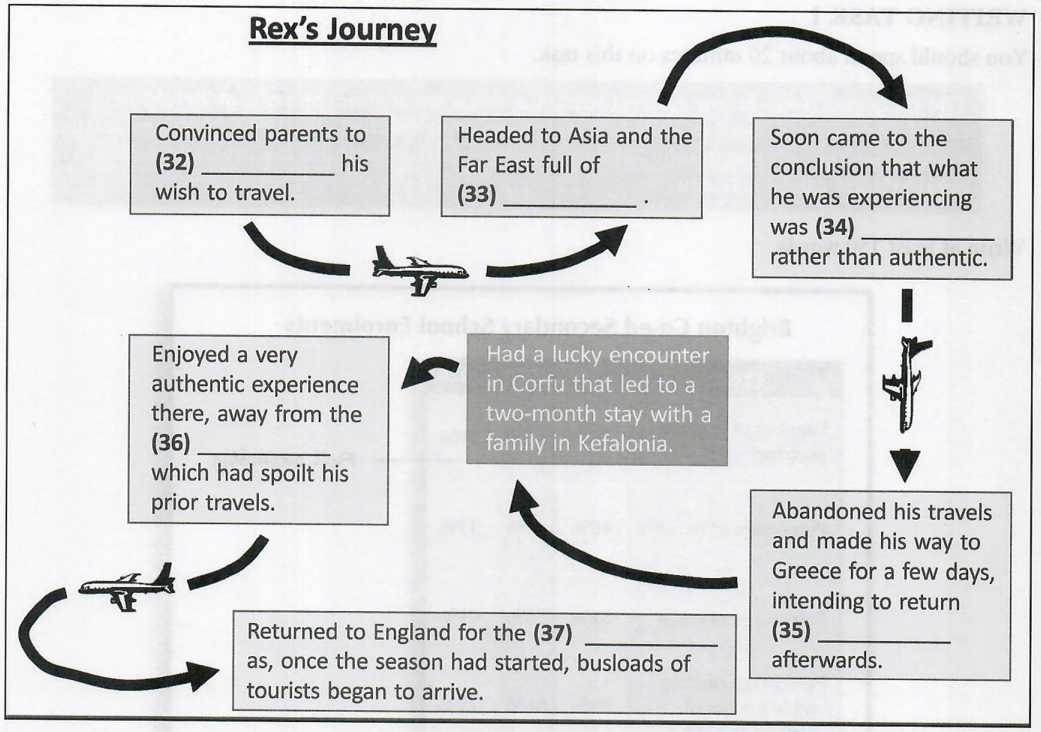 WRITING TASK 1
You should spend about 20 minutes on this task.
Rex's Journey
Convinced parents to
(32) ____________ his
wish to travel.
Headed to Asia and the
Far East full of
(33) ____________ .
Soon came to the
conclusion that what
he was experiencing
was (34) ____________
rather than authentic.
Abandoned his travels
and made his way to
Greece for a few days,
intending to return
(35) ____________
afterwards.
Had a lucky encounter
in Corfu that led to a
two-month stay with a
family in Kefalonia.
Enjoyed a very
authentic experience
there, away from the
(36) ____________
which had spoilt his
prior travels.
Returned to England for the (37) ____________
as, once the season had started, busloads of
tourists began to arrive.
Brighton Co-ed Secondary School Enrolments